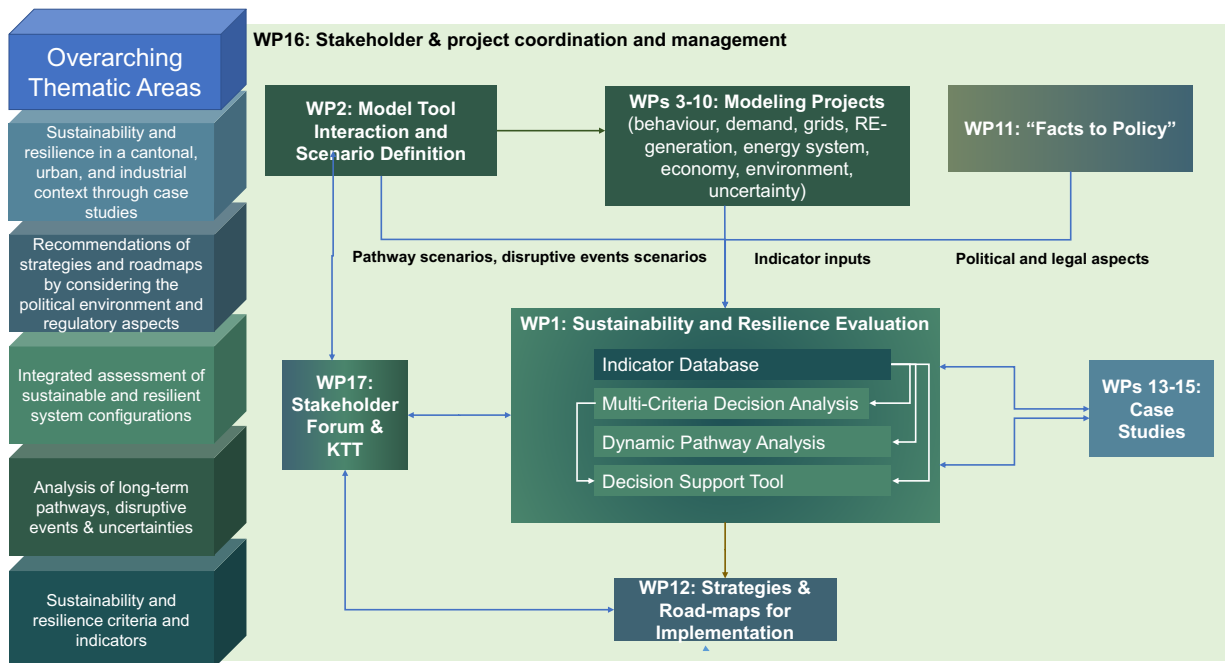 Overarching
Thematic Areas
Sustainability and
resilience in a cantonal,
urban, and industrial
context through case
studies
Recommendations of
strategies and roadmaps
by considering the
political environment and
regulatory aspects
Integrated assessment of
sustainable and resilient
system configurations
Analysis of long-term
pathways, disruptive
events & uncertainties
Sustainability and
resilience criteria and
indicators
WP16: Stakeholder & project coordination and management
WP2: Model Tool
Interaction and
Scenario Definition
WPs 3-10: Modeling Projects
(behaviour, demand, grids, RE-
generation, energy system,
economy, environment,
uncertainty)
WP11: “Facts to Policy”
Pathway scenarios, disruptive events scenarios
Indicator inputs
Political and legal aspects
WP1: Sustainability and Resilience Evaluation
Indicator Database
Multi-Criteria Decision Analysis
Dynamic Pathway Analysis
Decision Support Tool
WP17:
Stakeholder
Forum &
KTT
WPs 13-15:
Case
Studies
WP12: Strategies &
Road-maps for
Implementation